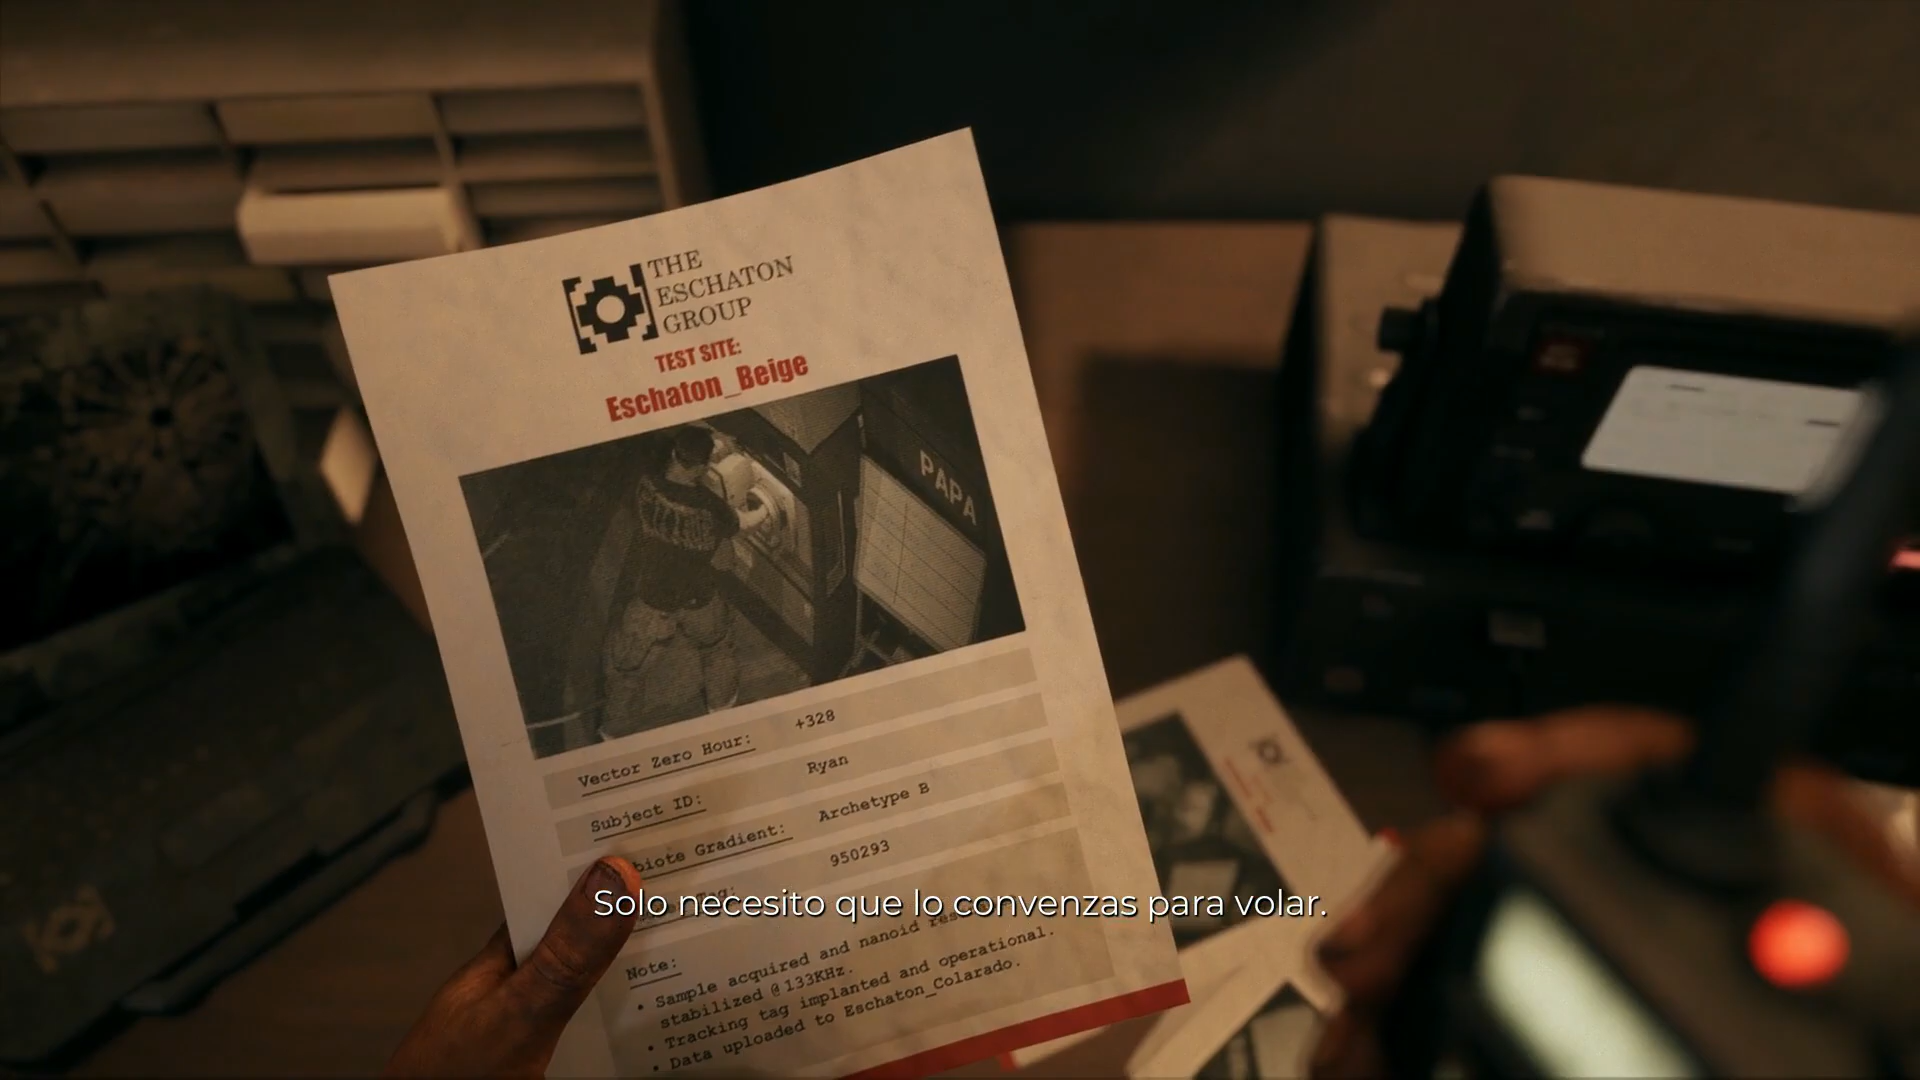 THE
ESCHATON
GROUP
TEST SITE:
Eschaton_Beige
PAPA
Vector Zero Hour: +328
Subject ID: Ryan
biote Gradient: Archetype B
950293
Solo necesito que lo convenzas para volar.
Note:
• Sample acquired and nanoid
stabilized @133KHz.
• Tracking tag implanted and operational.
• Data uploaded to Eschaton_Colarado.